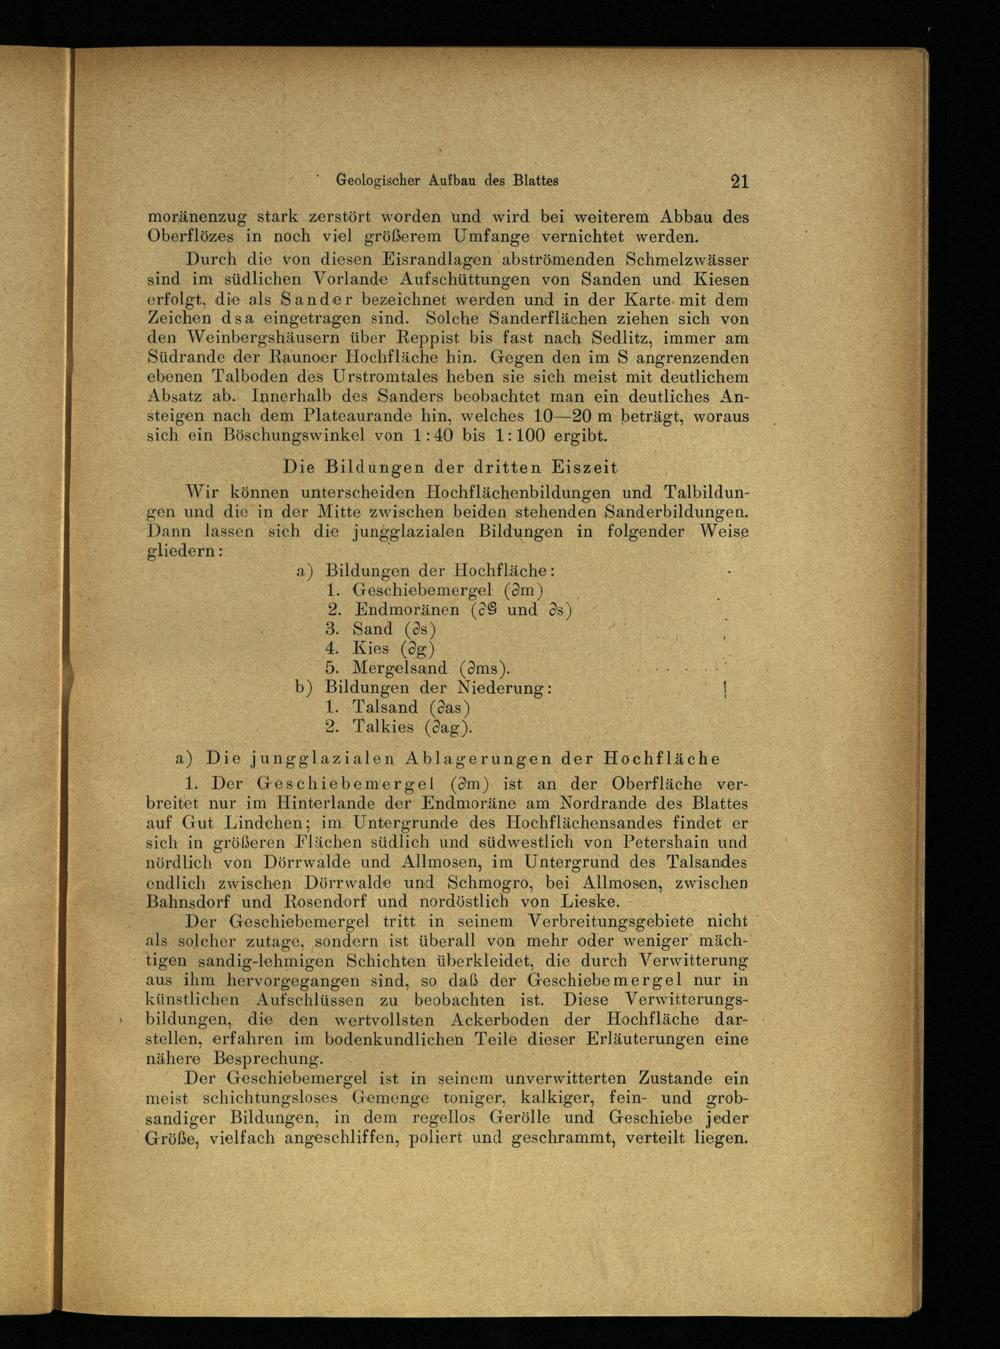 Geologischer Aufbau des Blattes 21
moränenzug stark zerstört worden und wird bei weiterem Abbau des
Oberflözes in noch viel größerem Umfange vernichtet werden.
Durch die von diesen Eisrandlagen abströmenden Schmelzwässer
sind im südlichen Vorlande Aufschüttungen von Sanden und Kiesen
erfolgt, die als Sander bezeichnet werden und in der Karte mit dem
Zeichen dsa eingetragen sind. Solche Sanderflächen ziehen sich von
den Weinbergshäusern über Reppist bis fast nach Sedlitz, immer am
Südrande der Raunoer Hochfläche hin. Gegen den im S angrenzenden
ebenen Talboden des Urstromtales heben sie sich meist mit deutlichem
Absatz ab. Innerhalb des Sanders beobachtet man ein deutliches An-
steigen nach dem Plateaurande hin, welches 10—20 m beträgt, woraus
sich ein Böschungswinkel von 1:40 bis 1:100 ergibt.
Die Bildungen der dritten Eiszeit
Wir können unterscheiden Hochflächenbildungen und Talbildun-
gen und die in der Mitte zwischen beiden stehenden Sanderbildungen.
Dann lassen sich die jungglazialen Bildungen in folgender Weise
gliedern:
a) Bildungen der Hochfläche:
1. Geschiebemergel (∂m)
2. Endmoränen (∂𝔊 und ∂s)
3. Sand (∂s)
4. Kies (∂g)
5. Mergelsand (∂ms).
b) Bildungen der Niederung:
1. Talsand (∂as)
2. Talkies (∂ag).
a) Die jungglazialen Ablagerungen der Hochfläche
1. Der Geschiebemergel (∂m) ist an der Oberfläche ver-
breitet nur im Hinterlande der Endmoräne am Nordrande des Blattes
auf Gut Lindchen; im Untergrunde des Hochflächensandes findet er
sich in größeren Flächen südlich und südwestlich von Petershain und
nördlich von Dörrwalde und Allmosen, im Untergrund des Talsandes
endlich zwischen Dörrwalde und Schmogro, bei Allmosen, zwischen
Bahnsdorf und Rosendorf und nordöstlich von Lieske.
Der Geschiebemergel tritt in seinem Verbreitungsgebiete nicht
als solcher zutage, sondern ist überall von mehr oder weniger mäch-
tigen sandig-lehmigen Schichten überkleidet, die durch Verwitterung
aus ihm hervorgegangen sind, so daß der Geschiebemergel nur in
künstlichen Aufschlüssen zu beobachten ist. Diese Verwitterungs-
bildungen, die den wertvollsten Ackerboden der Hochfläche dar-
stellen, erfahren im bodenkundlichen Teile dieser Erläuterungen eine
nähere Besprechung.
Der Geschiebemergel ist in seinem unverwitterten Zustande ein
meist schichtungsloses Gemenge toniger, kalkiger, fein- und grob-
sandiger Bildungen, in dem regellos Gerölle und Geschiebe jeder
Größe, vielfach angeschliffen, poliert und geschrammt, verteilt liegen.